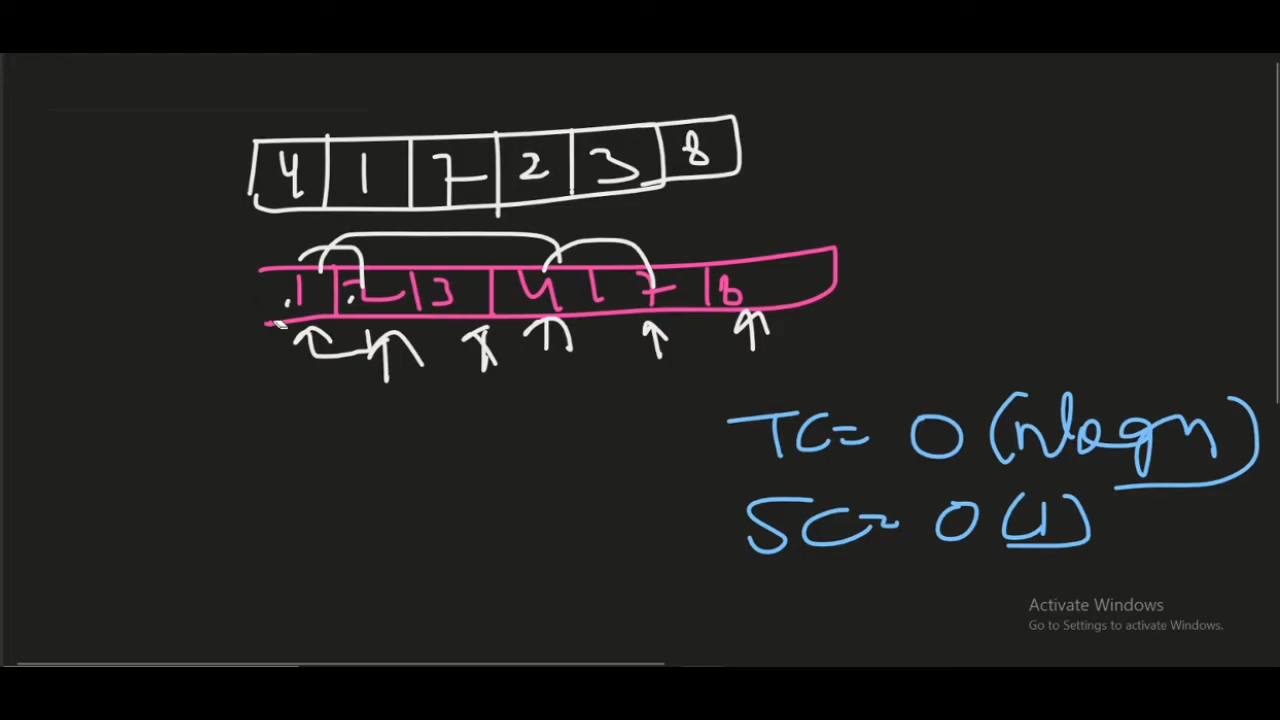 4 1 7 2 3 8
1 2 3 4 7 8
TC= O(nlogn)
SC= O(1)
Activate Windows
Go to Settings to activate Windows.